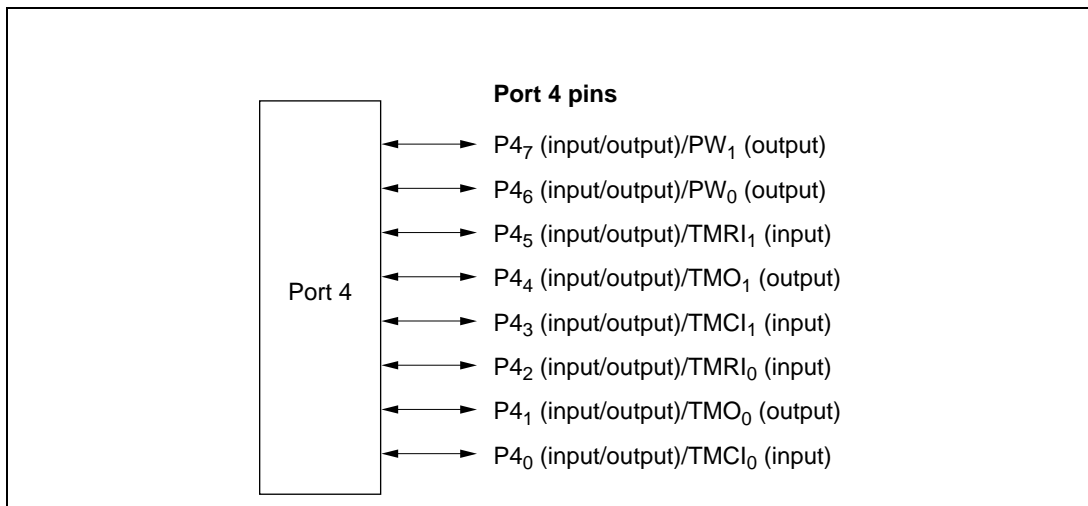 Port 4 pins
P4₇ (input/output)/PW₁ (output)
P4₆ (input/output)/PW₀ (output)
P4₅ (input/output)/TMRI₁ (input)
P4₄ (input/output)/TMO₁ (output)
Port 4
P4₃ (input/output)/TMCI₁ (input)
P4₂ (input/output)/TMRI₀ (input)
P4₁ (input/output)/TMO₀ (output)
P4₀ (input/output)/TMCI₀ (input)